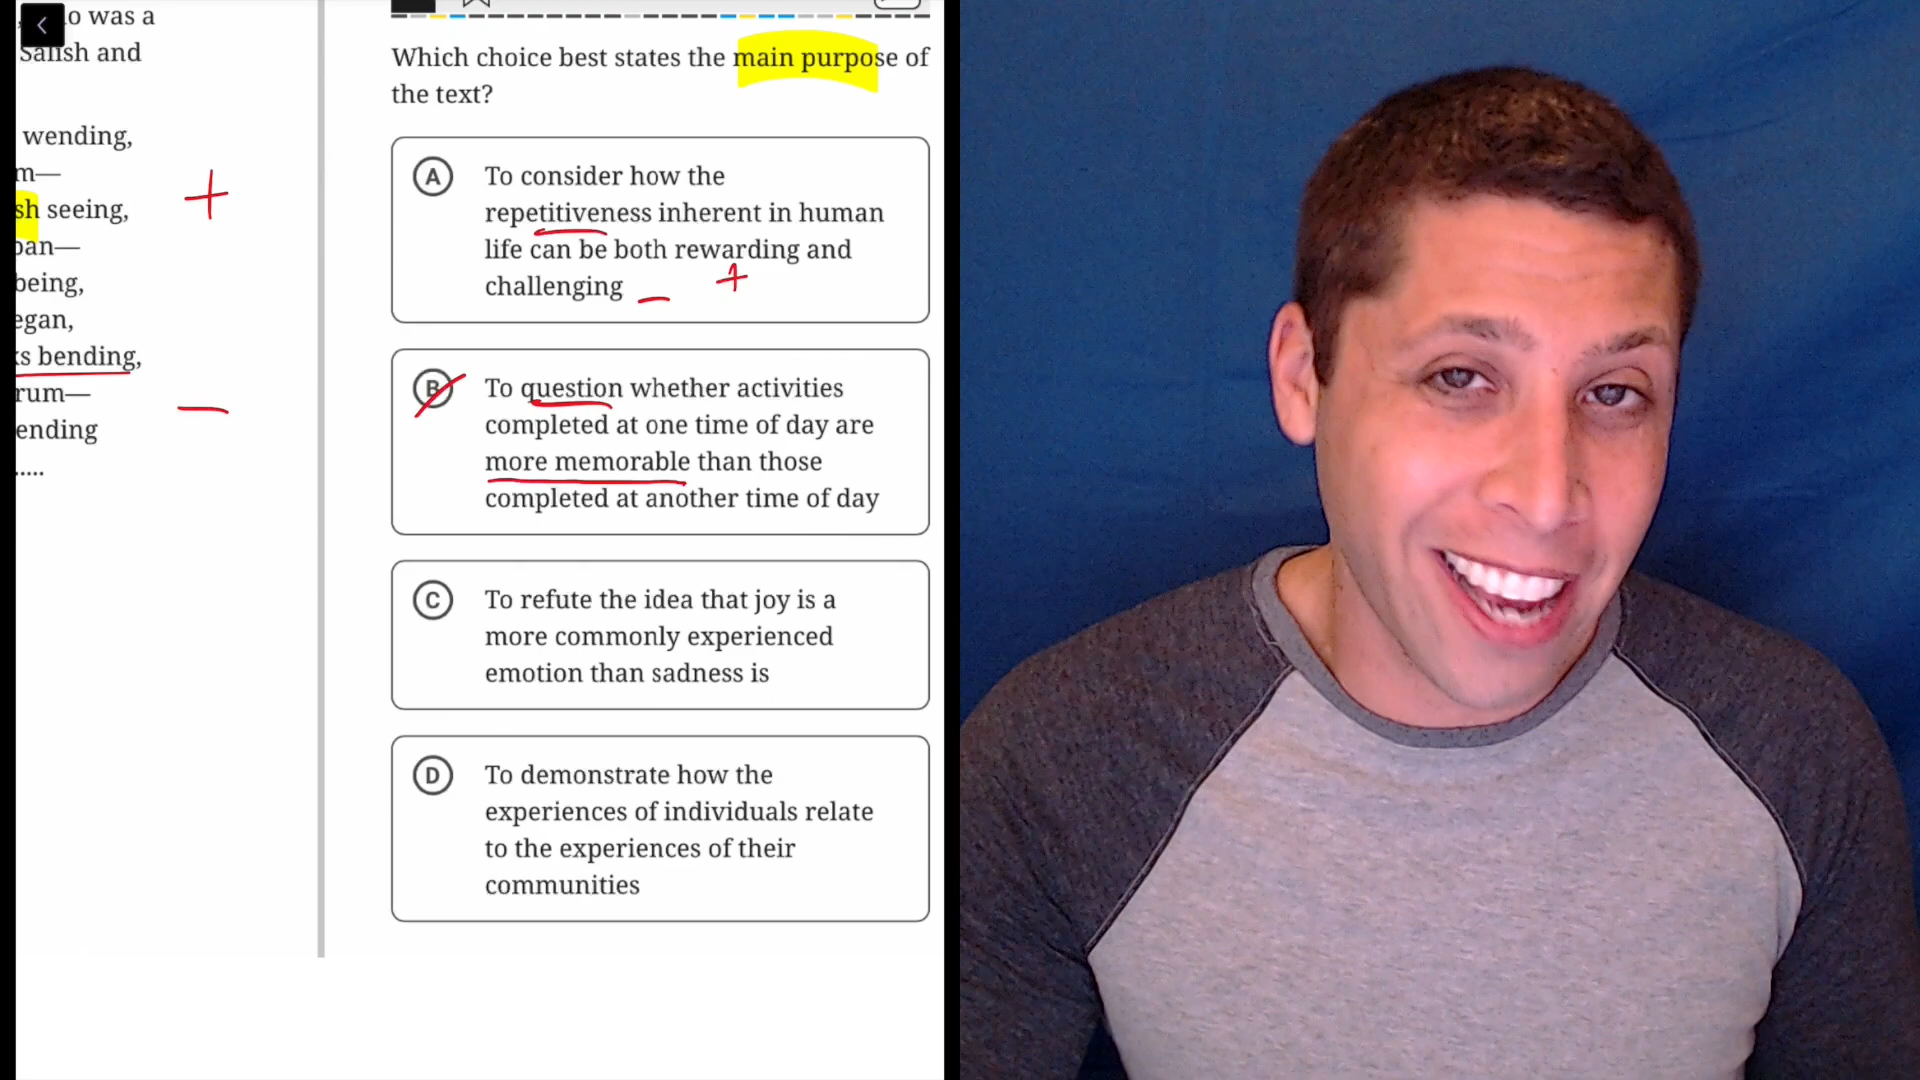 o was a
Salish and
wending,
m—
sh seeing,
oan—
being,
egan,
ks bending,
rum—
ending
.....
Which choice best states the main purpose of
the text?
A
To consider how the
repetitiveness inherent in human
life can be both rewarding and
challenging
B
To question whether activities
completed at one time of day are
more memorable than those
completed at another time of day
C
To refute the idea that joy is a
more commonly experienced
emotion than sadness is
D
To demonstrate how the
experiences of individuals relate
to the experiences of their
communities